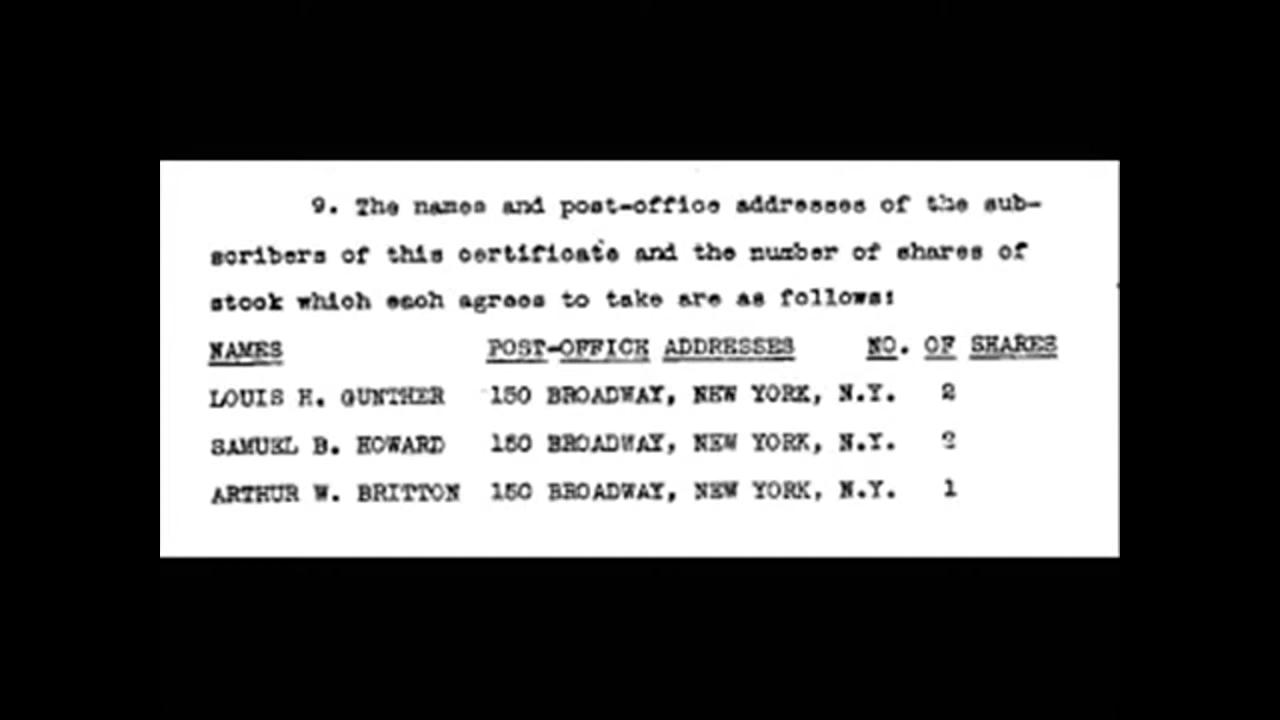 9. The names and post-office addresses of the sub-
scribers of this certificate and the number of shares of
stock which each agrees to take are as follows:
NAMES POST-OFFICE ADDRESSES NO. OF SHARES
LOUIS H. GUNTHER 150 BROADWAY, NEW YORK, N.Y. 2
SAMUEL B. HOWARD 150 BROADWAY, NEW YORK, N.Y. 2
ARTHUR W. BRITTON 150 BROADWAY, NEW YORK, N.Y. 1